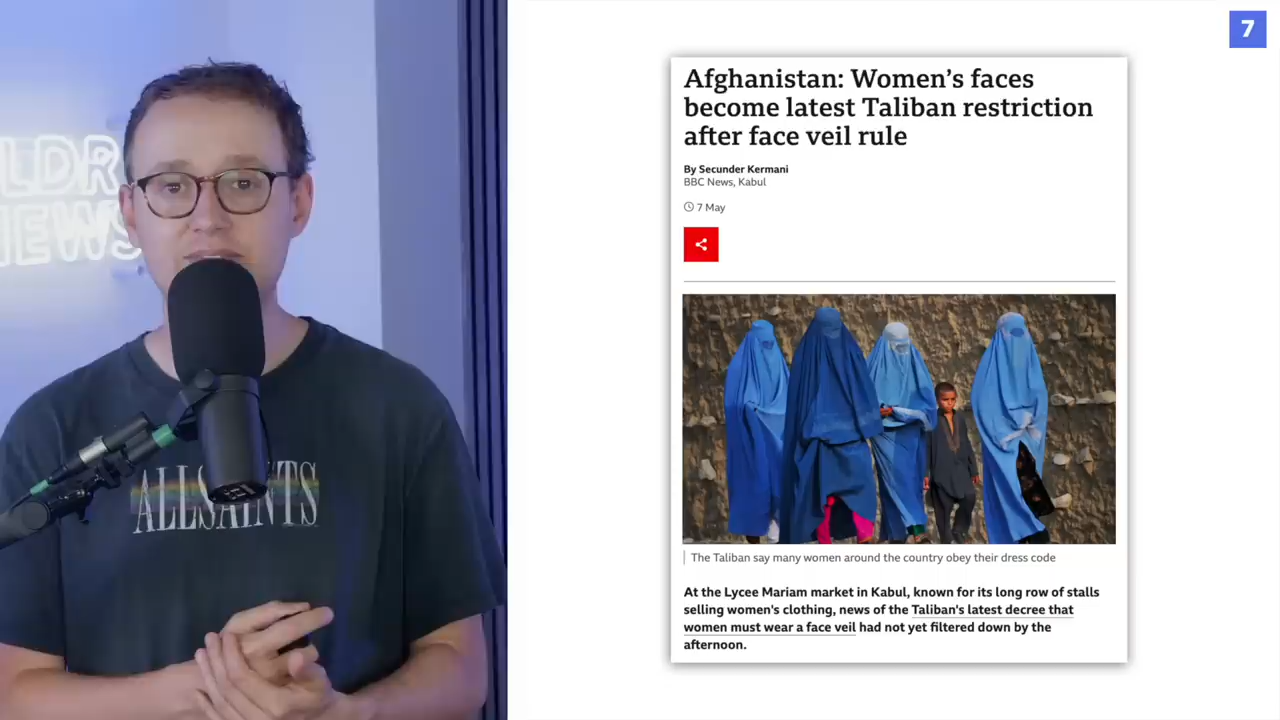 LDR
NEWS
ALLSAINTS
7
Afghanistan: Women's faces
become latest Taliban restriction
after face veil rule
By Secunder Kermani
BBC News, Kabul
7 May
The Taliban say many women around the country obey their dress code
At the Lycee Mariam market in Kabul, known for its long row of stalls
selling women's clothing, news of the Taliban's latest decree that
women must wear a face veil had not yet filtered down by the
afternoon.